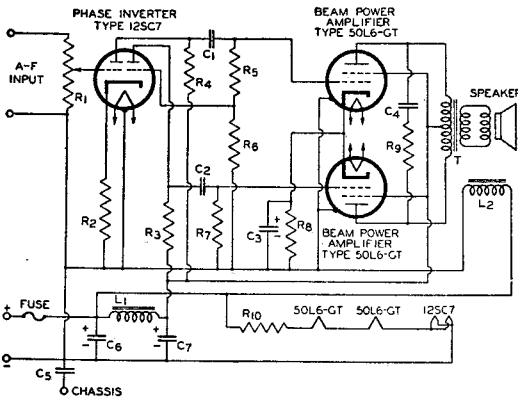 PHASE INVERTER
TYPE 12SC7
BEAM POWER
AMPLIFIER
TYPE 50L6-GT
A-F
INPUT
R1
C1
R4
R5
R6
C4
R9
T
SPEAKER
C2
R2
R3
R7
C3
+
-
R8
BEAM POWER
AMPLIFIER
TYPE 50L6-GT
L2
+
FUSE
L1
+
-
C6
+
-
C7
R10
50L6-GT
50L6-GT
12SC7
-
C5
CHASSIS